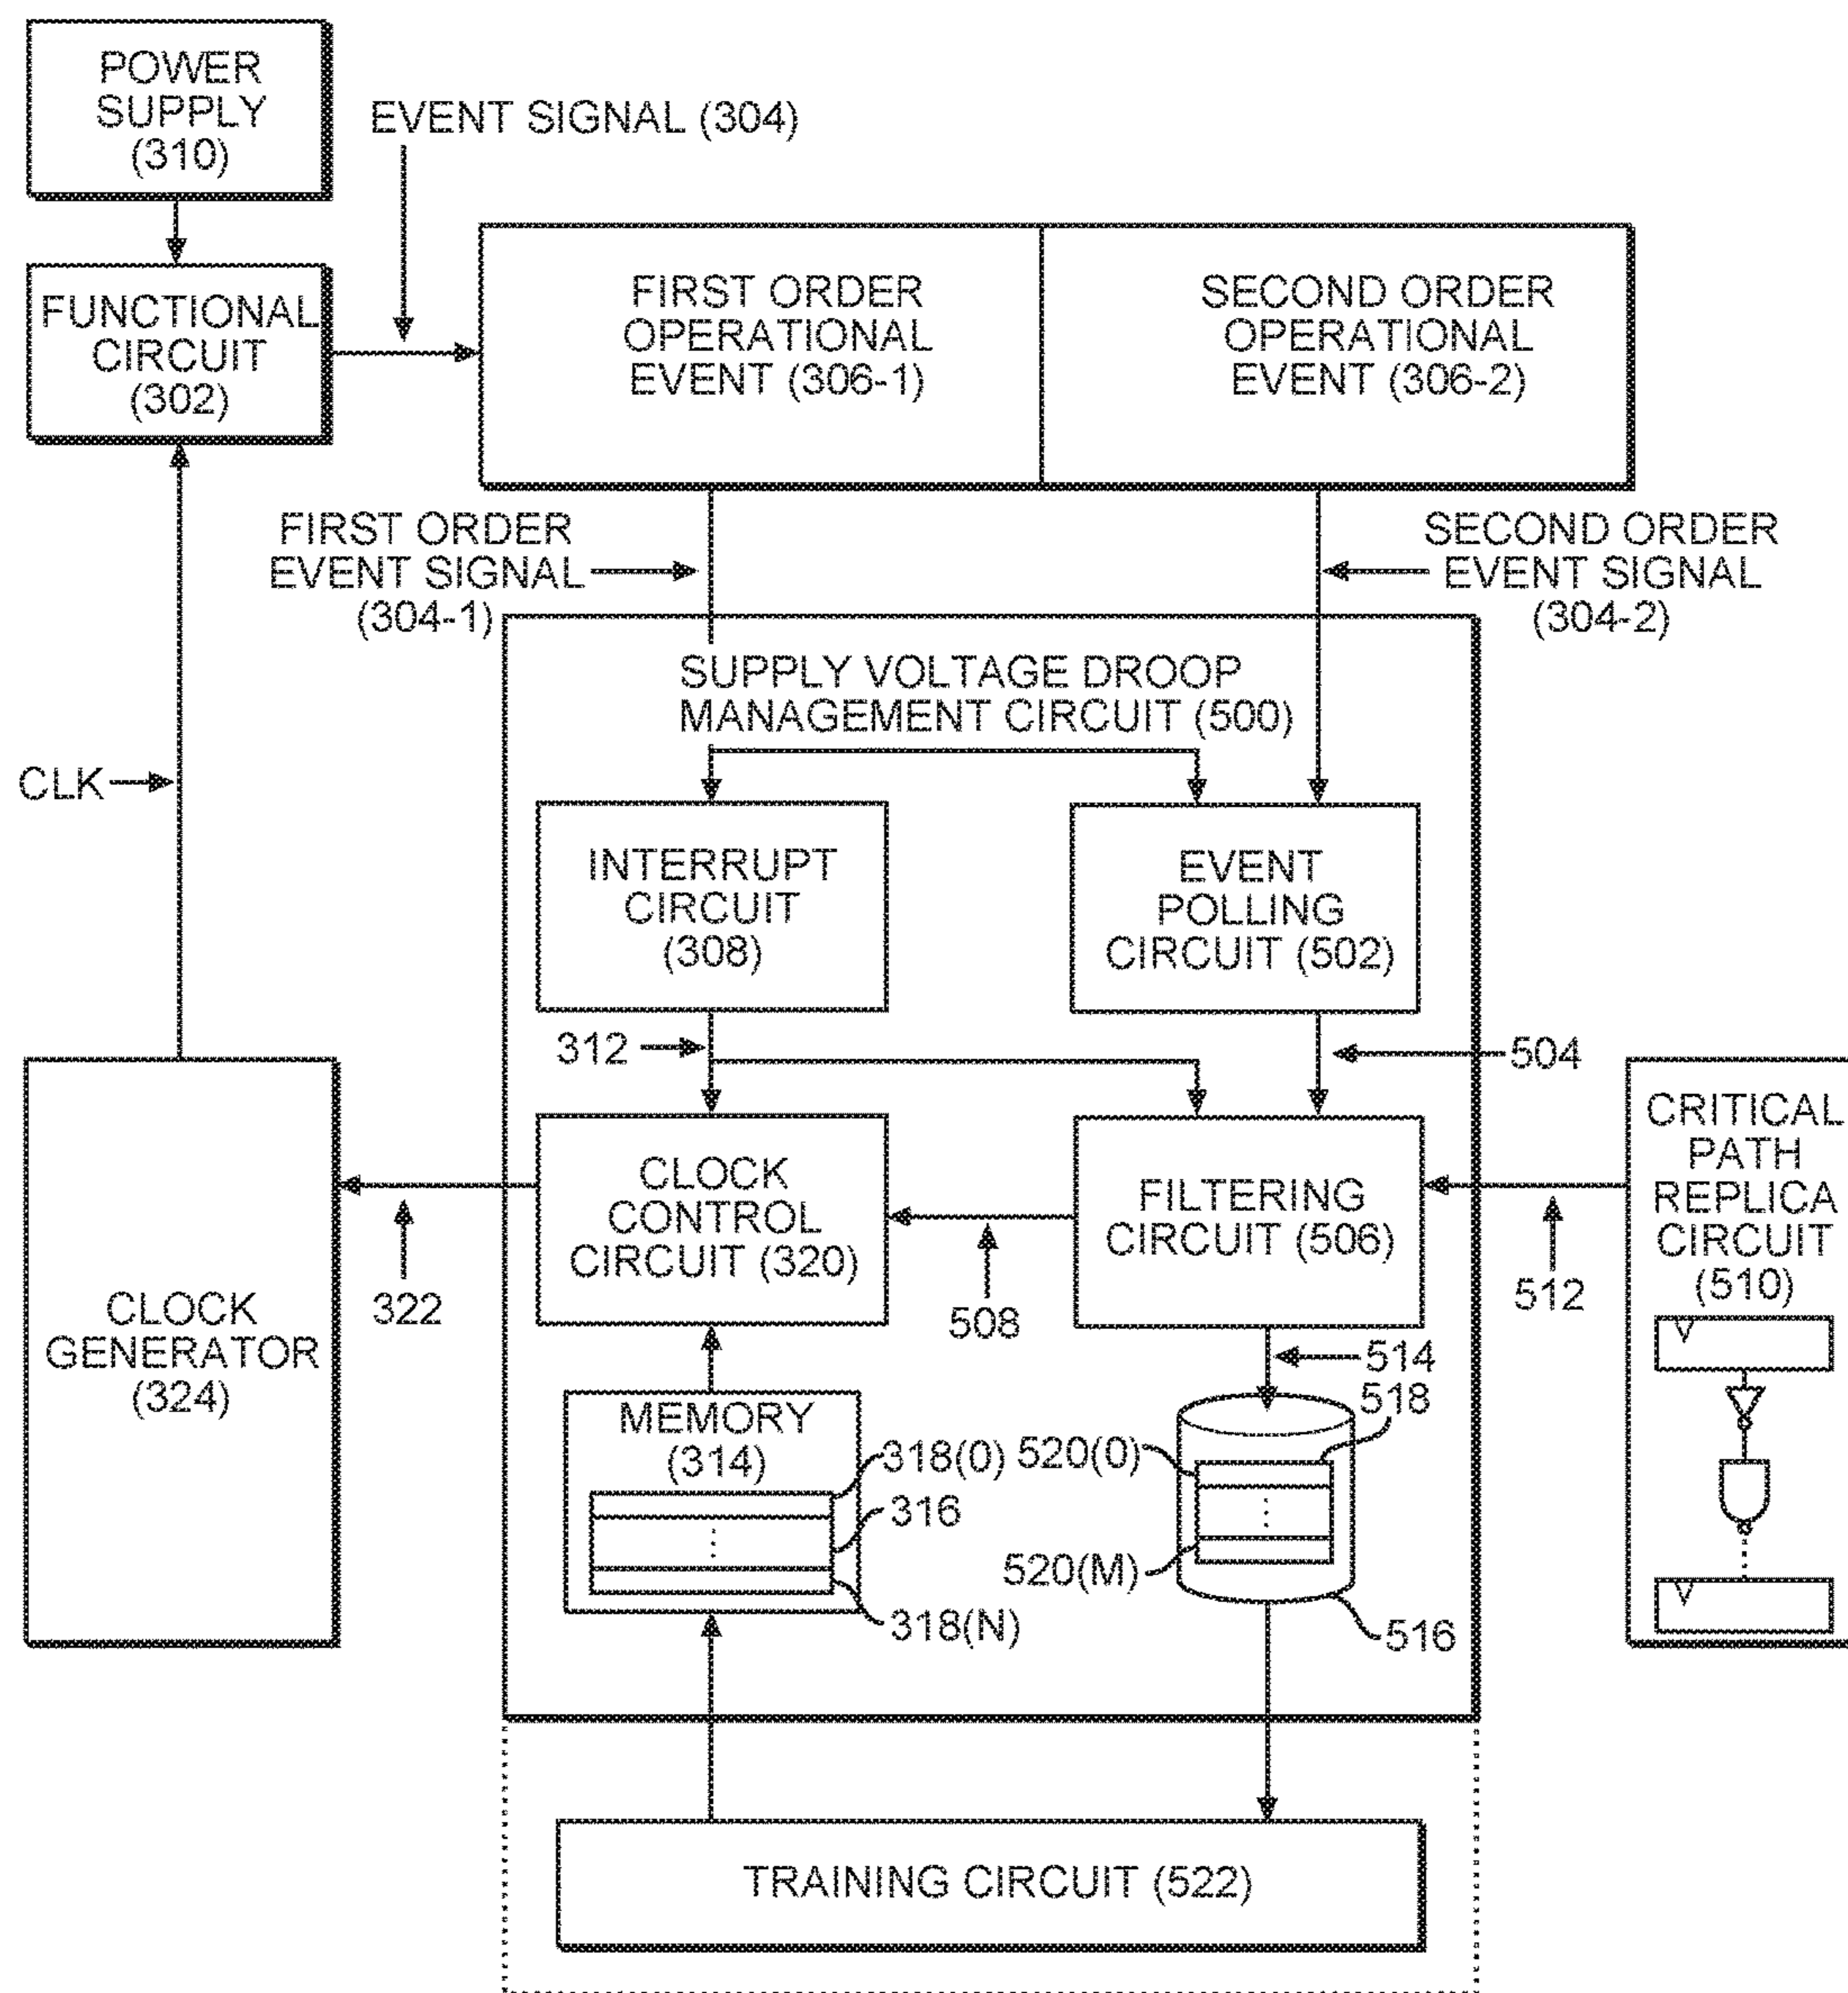 POWER
SUPPLY
(310)
EVENT SIGNAL (304)
FUNCTIONAL
CIRCUIT
(302)
FIRST ORDER
OPERATIONAL
EVENT (306-1)
SECOND ORDER
OPERATIONAL
EVENT (306-2)
FIRST ORDER
EVENT SIGNAL
(304-1)
SECOND ORDER
EVENT SIGNAL
(304-2)
SUPPLY VOLTAGE DROOP
MANAGEMENT CIRCUIT (500)
CLK
INTERRUPT
CIRCUIT
(308)
EVENT
POLLING
CIRCUIT (502)
312
504
CLOCK
GENERATOR
(324)
322
CLOCK
CONTROL
CIRCUIT (320)
508
FILTERING
CIRCUIT (506)
512
CRITICAL
PATH
REPLICA
CIRCUIT
(510)
514
518
MEMORY
(314)
318(0)
316
318(N)
520(0)
520(M)
516
TRAINING CIRCUIT (522)